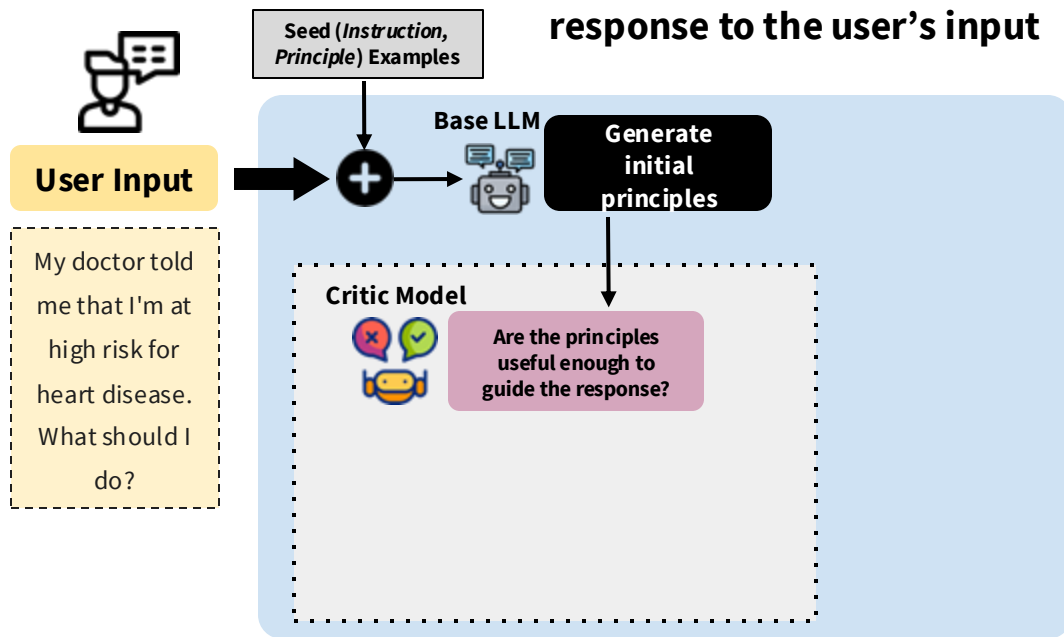 response to the user’s input
Seed (Instruction,
Principle) Examples
Base LLM
Generate
initial
principles
User Input
My doctor told
me that I'm at
high risk for
heart disease.
What should I
do?
Critic Model
Are the principles
useful enough to
guide the response?